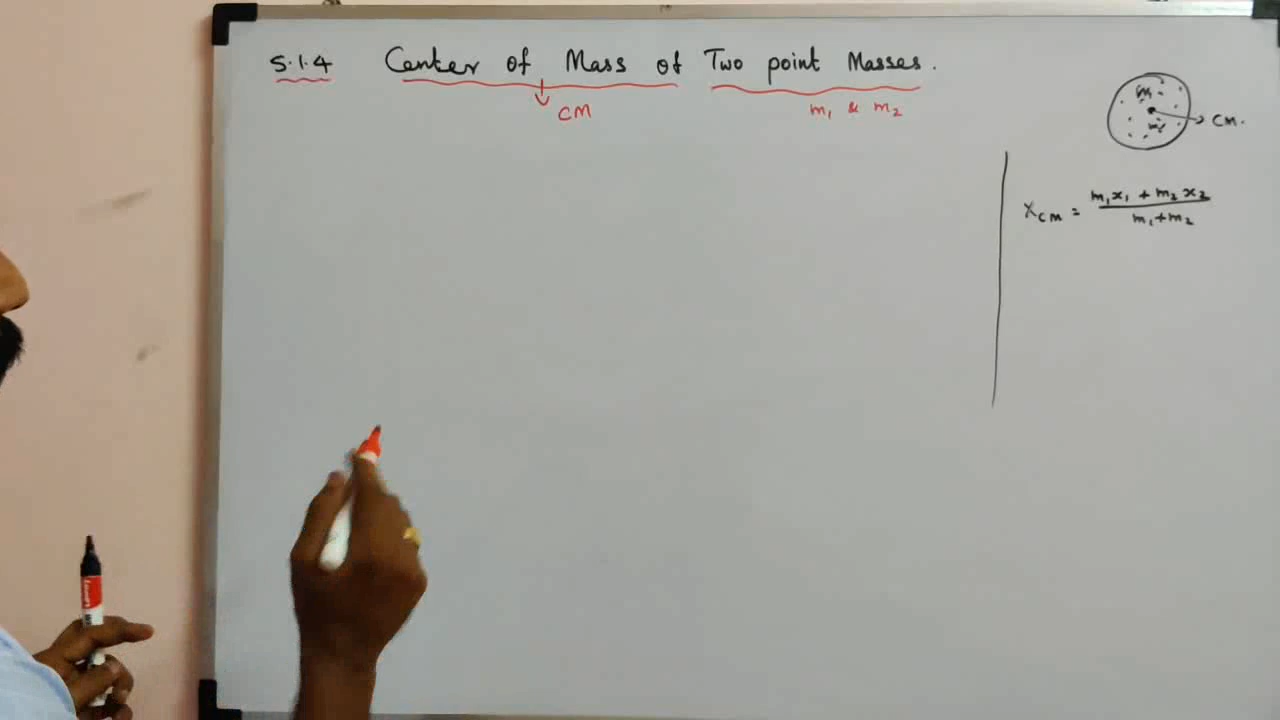 5.1.4 Center of Mass of Two point Masses.
CM
m₁ & m₂
CM.
X_CM = (m₁x₁ + m₂x₂) / (m₁+m₂)